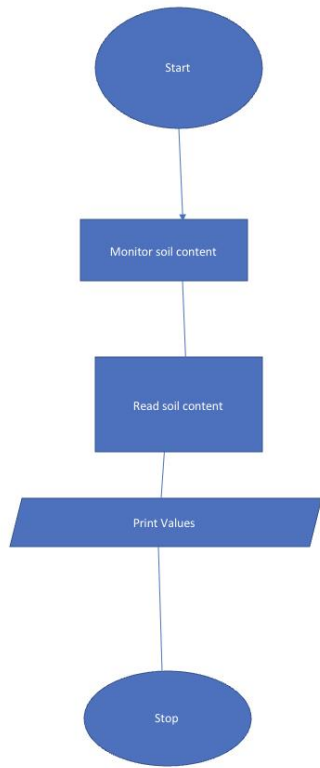 Start
Monitor soil content
Read soil content
Print Values
Stop